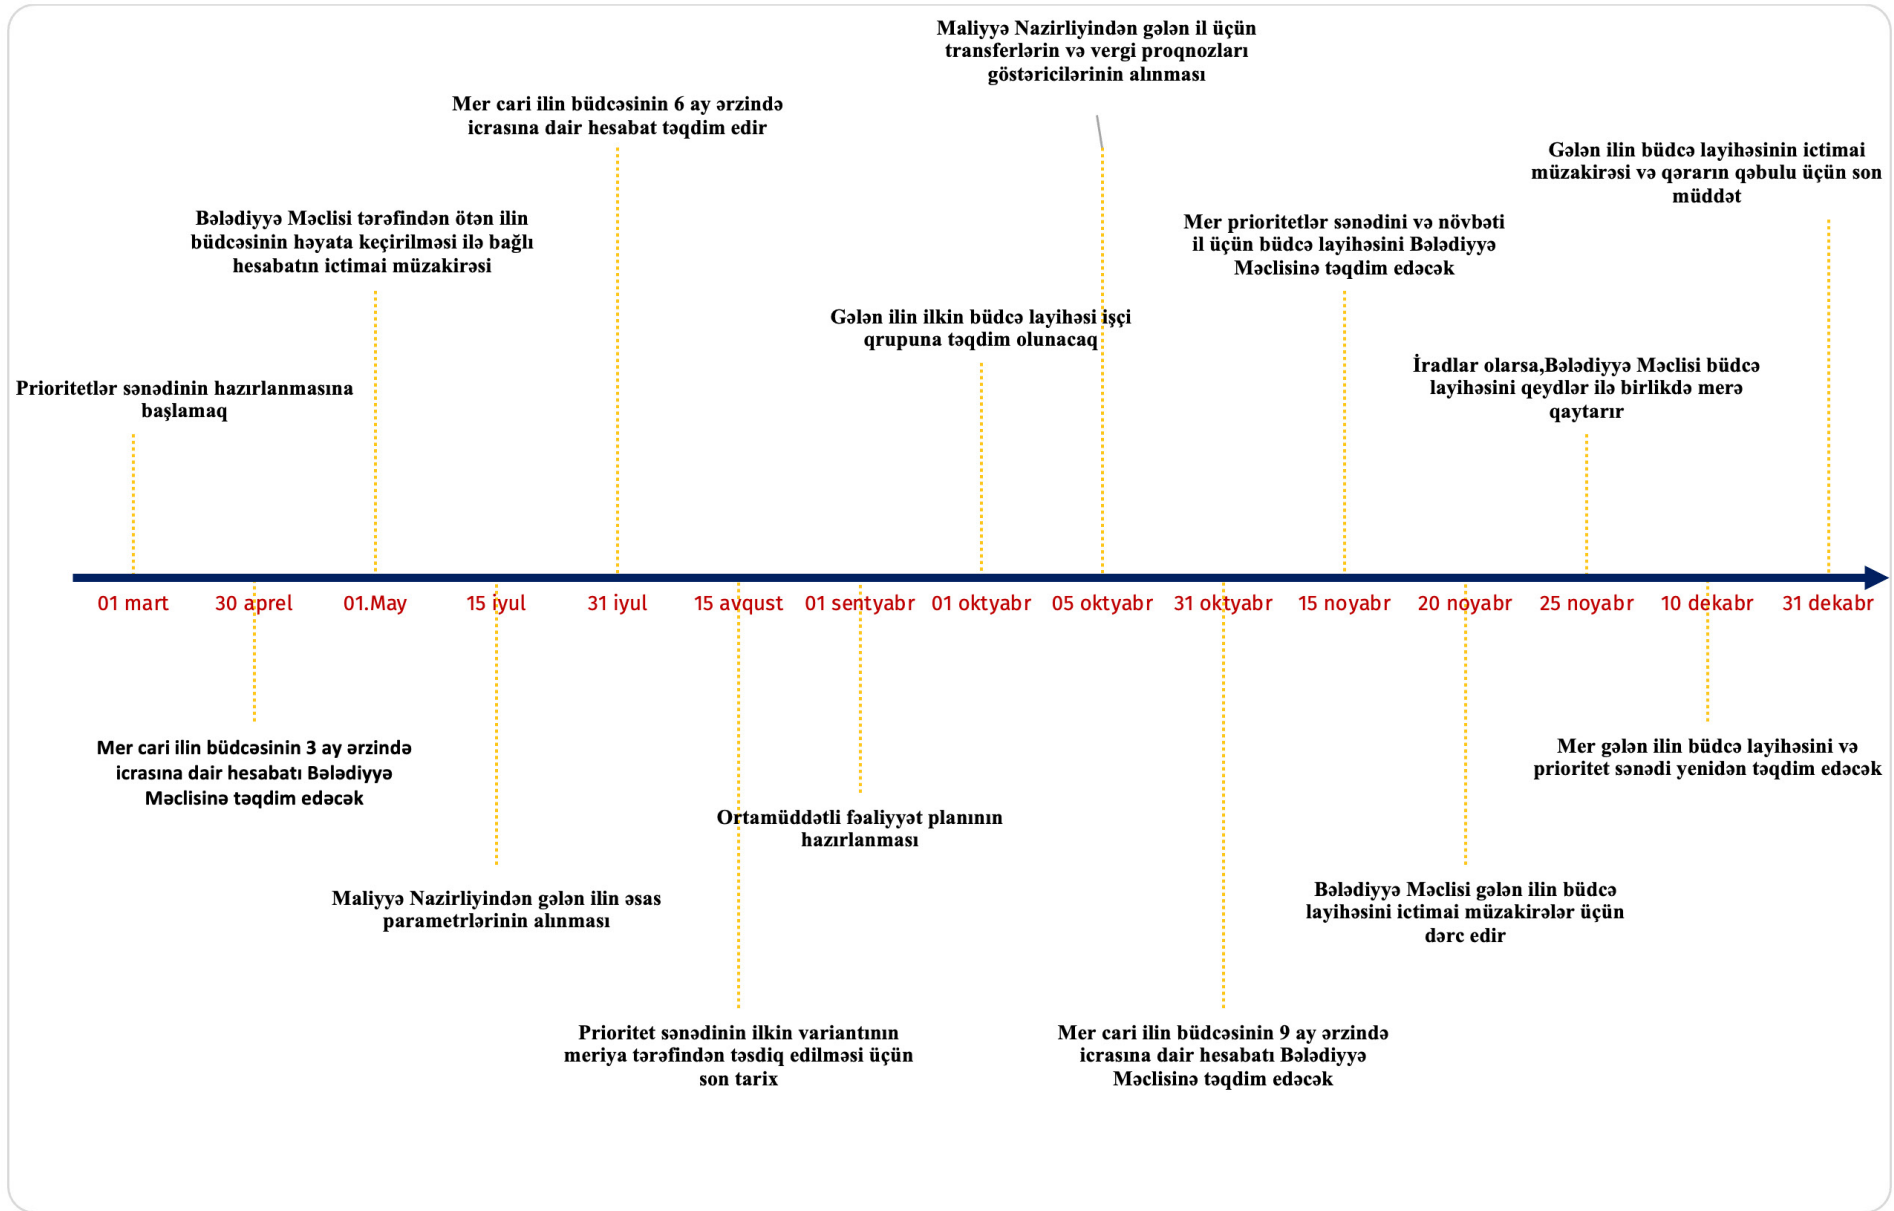 Maliyyə Nazirliyindən gələn il üçün
transferlərin və vergi proqnozları
göstəricilərinin alınması
Mer cari ilin büdcəsinin 6 ay ərzində
icrasına dair hesabat təqdim edir
Gələn ilin büdcə layihəsinin ictimai
müzakirəsi və qərarın qəbulu üçün son
müddət
Bələdiyyə Məclisi tərəfindən ötən ilin
büdcəsinin həyata keçirilməsi ilə bağlı
hesabatın ictimai müzakirəsi
Mer prioritetlər sənədini və növbəti
il üçün büdcə layihəsini Bələdiyyə
Məclisinə təqdim edəcək
Gələn ilin ilkin büdcə layihəsi işçi
qrupuna təqdim olunacaq
İradlar olarsa,Bələdiyyə Məclisi büdcə
layihəsini qeydlər ilə birlikdə merə
qaytarır
Prioritetlər sənədinin hazırlanmasına
başlamaq
01 mart
30 aprel
01.May
15 iyul
31 iyul
15 avqust
01 sentyabr
01 oktyabr
05 oktyabr
31 oktyabr
15 noyabr
20 noyabr
25 noyabr
10 dekabr
31 dekabr
Mer cari ilin büdcəsinin 3 ay ərzində
icrasına dair hesabatı Bələdiyyə
Məclisinə təqdim edəcək
Mer gələn ilin büdcə layihəsini və
prioritet sənədi yenidən təqdim edəcək
Ortamüddətli fəaliyyət planının
hazırlanması
Maliyyə Nazirliyindən gələn ilin əsas
parametrlərinin alınması
Bələdiyyə Məclisi gələn ilin büdcə
layihəsini ictimai müzakirələr üçün
dərc edir
Prioritet sənədinin ilkin variantının
meriya tərəfindən təsdiq edilməsi üçün
son tarix
Mer cari ilin büdcəsinin 9 ay ərzində
icrasına dair hesabatı Bələdiyyə
Məclisinə təqdim edəcək